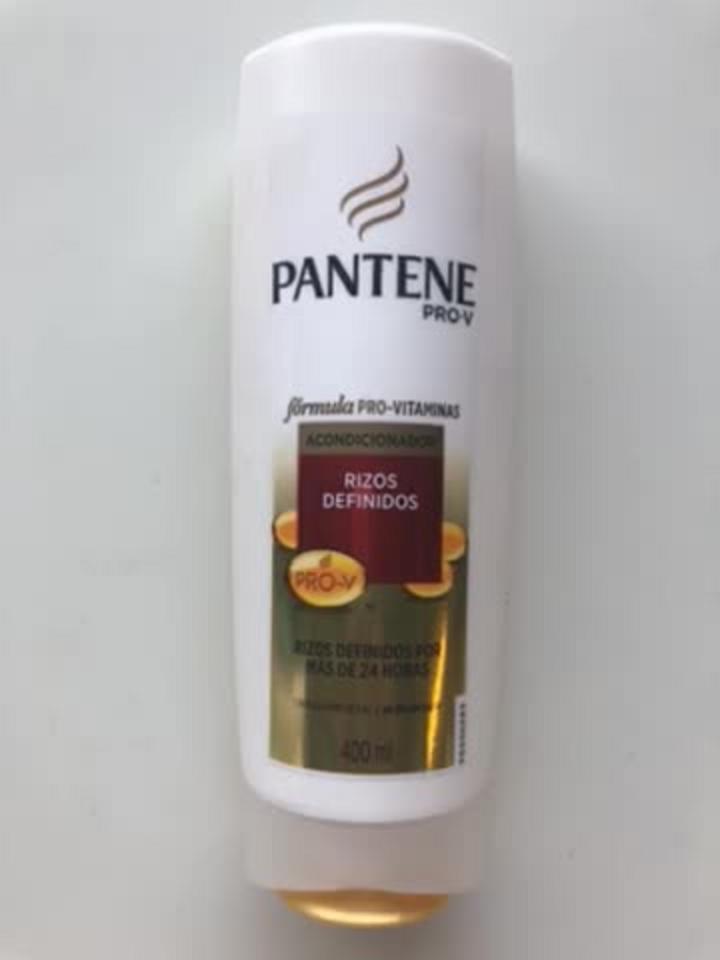 PANTENE
PRO-V
fórmula PRO-VITAMINAS
ACONDICIONADOR
RIZOS
DEFINIDOS
PRO-V
RIZOS DEFINIDOS POR
MÁS DE 24 HORAS
400 ml